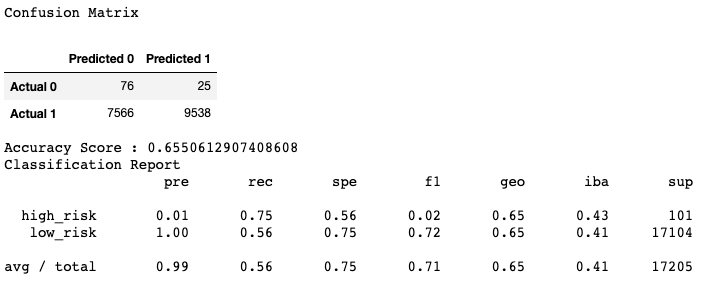 Confusion Matrix
Predicted 0 Predicted 1
Actual 0 76 25
Actual 1 7566 9538
Accuracy Score : 0.6550612907408608
Classification Report
pre rec spe f1 geo iba sup
high_risk 0.01 0.75 0.56 0.02 0.65 0.43 101
low_risk 1.00 0.56 0.75 0.72 0.65 0.41 17104
avg / total 0.99 0.56 0.75 0.71 0.65 0.41 17205